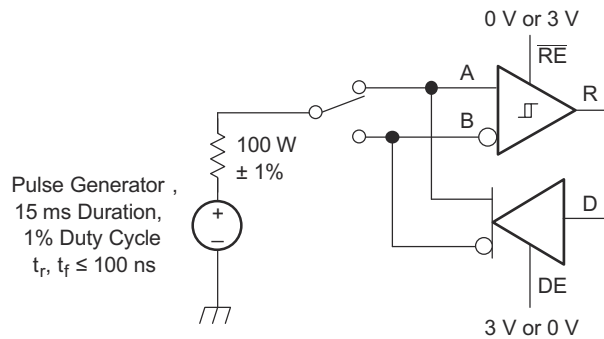 0 V or 3 V
RE
A
R
B
100 W
± 1%
Pulse Generator ,
15 ms Duration,
1% Duty Cycle
tr, tf ≤ 100 ns
+
–
D
DE
3 V or 0 V